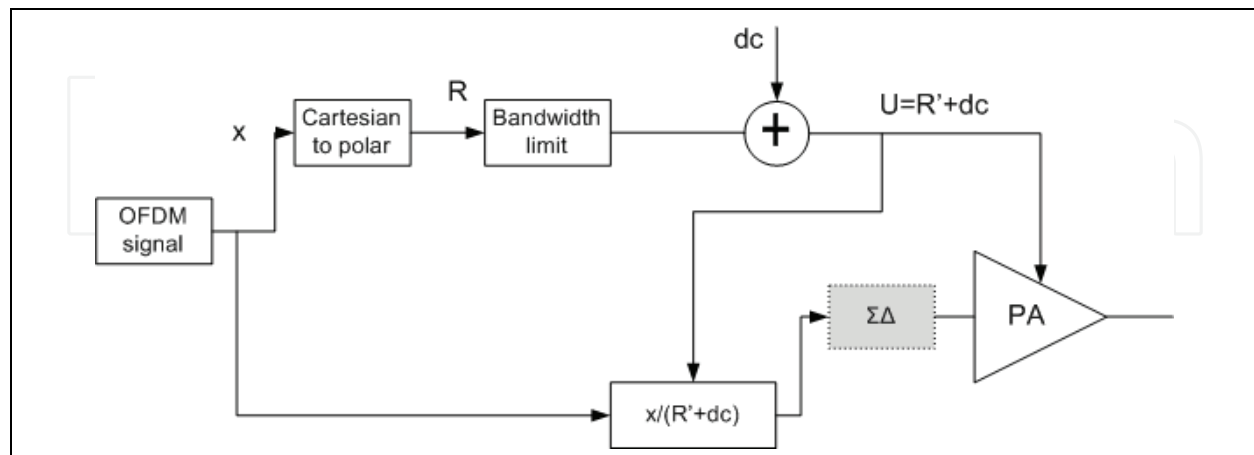 dc
R
U=R'+dc
x
Cartesian
to polar
Bandwidth
limit
+
OFDM
signal
ΣΔ
PA
x/(R'+dc)